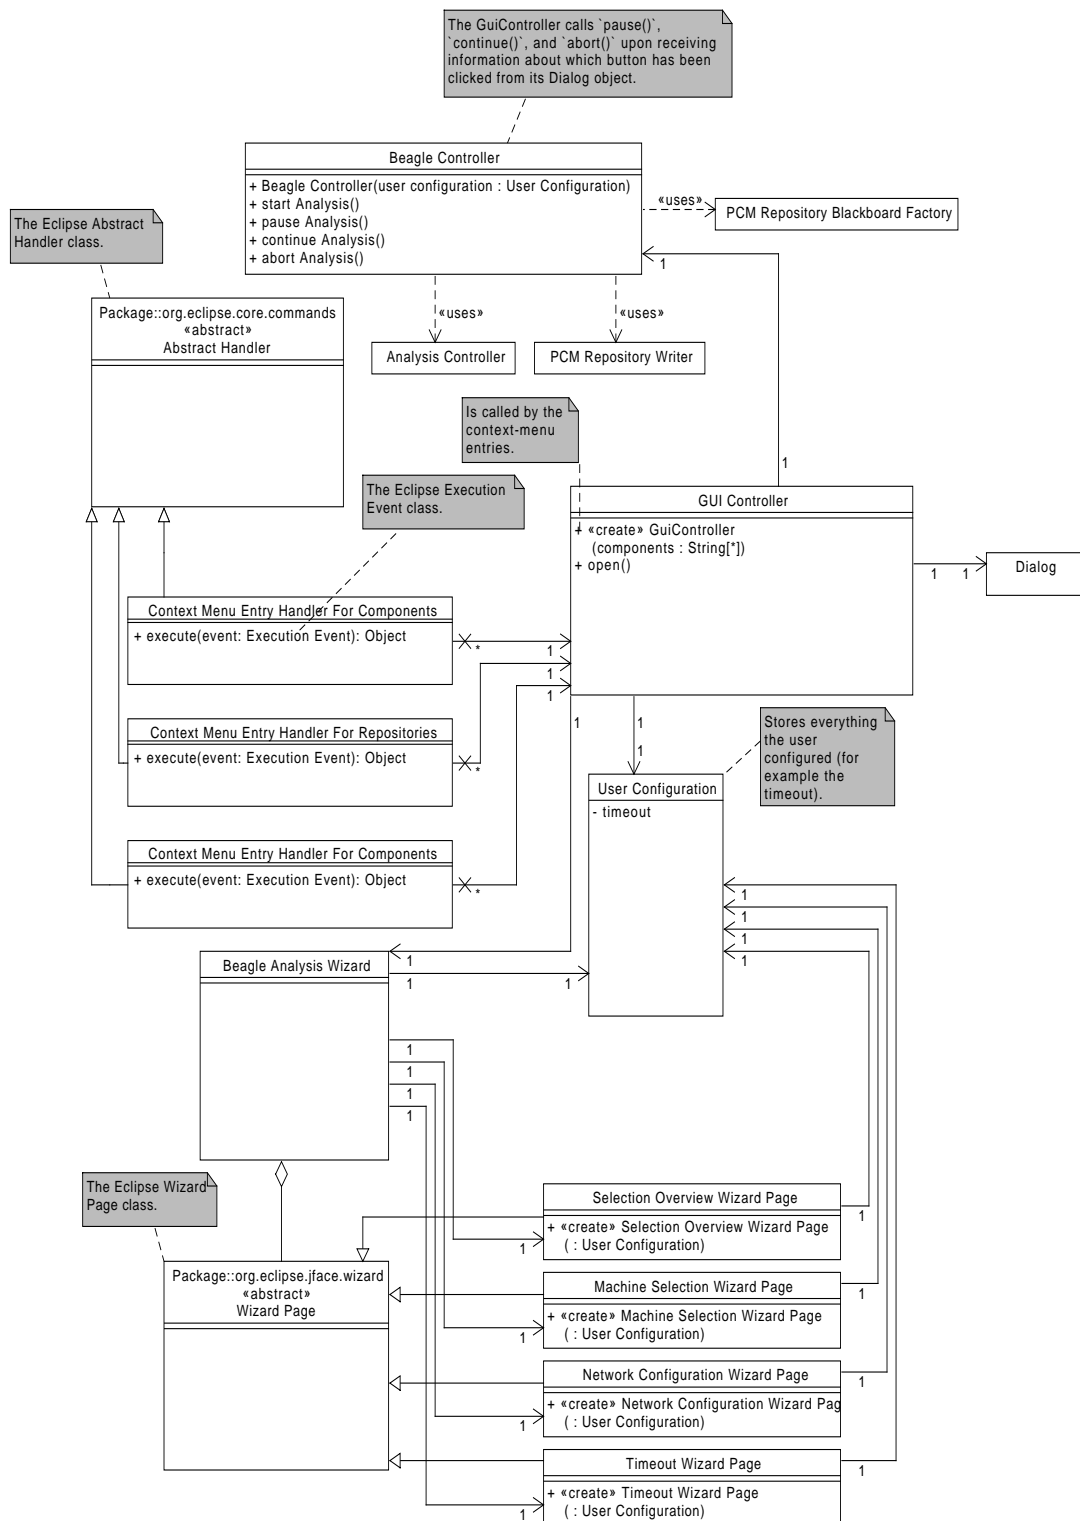 The GuiController calls `pause()`,
`continue()`, and `abort()` upon receiving
information about which button has been
clicked from its Dialog object.
Beagle Controller
+ Beagle Controller(user configuration : User Configuration)
+ start Analysis()
+ pause Analysis()
+ continue Analysis()
+ abort Analysis()
«uses»
PCM Repository Blackboard Factory
1
The Eclipse Abstract
Handler class.
Package::org.eclipse.core.commands
«abstract»
Abstract Handler
«uses»
«uses»
Analysis Controller
PCM Repository Writer
Is called by the
context-menu
entries.
1
The Eclipse Execution
Event class.
GUI Controller
+ «create» GuiController
(components : String[*])
+ open()
1
1
Dialog
Context Menu Entry Handler For Components
+ execute(event: Execution Event): Object
*
1
1
1
Context Menu Entry Handler For Repositories
+ execute(event: Execution Event): Object
*
1
1
1
Stores everything
the user
configured (for
example the
timeout).
User Configuration
- timeout
Context Menu Entry Handler For Components
+ execute(event: Execution Event): Object
*
1
1
1
1
Beagle Analysis Wizard
1
1
1
1
1
1
1
The Eclipse Wizard
Page class.
Package::org.eclipse.jface.wizard
«abstract»
Wizard Page
Selection Overview Wizard Page
+ «create» Selection Overview Wizard Page
( : User Configuration)
1
1
Machine Selection Wizard Page
+ «create» Machine Selection Wizard Page
( : User Configuration)
1
1
Network Configuration Wizard Page
+ «create» Network Configuration Wizard Pag
( : User Configuration)
1
1
Timeout Wizard Page
+ «create» Timeout Wizard Page
( : User Configuration)
1
1